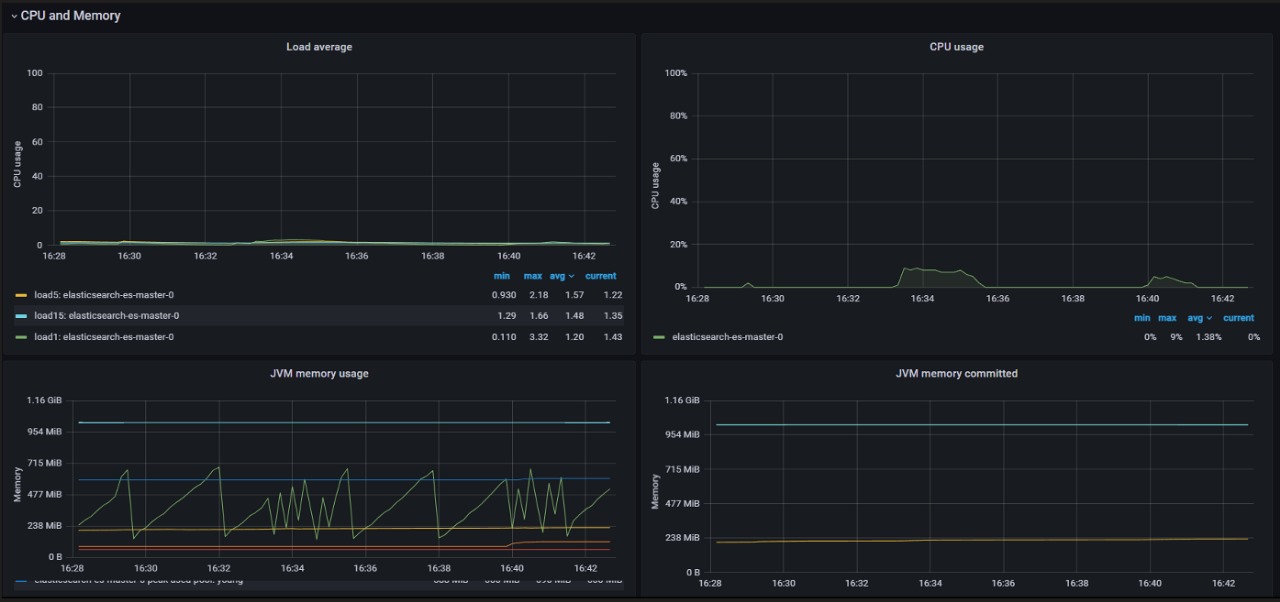 CPU and Memory
Load average
CPU usage
100
80
60
40
20
0
16:28 16:30 16:32 16:34 16:36 16:38 16:40 16:42
min max avg current
load5: elasticsearch-es-master-0 0.930 2.18 1.57 1.22
load15: elasticsearch-es-master-0 1.29 1.66 1.48 1.35
load1: elasticsearch-es-master-0 0.110 3.32 1.20 1.43
CPU usage
CPU usage
100%
80%
60%
40%
20%
0%
16:28 16:30 16:32 16:34 16:36 16:38 16:40 16:42
min max avg current
elasticsearch-es-master-0 0% 9% 1.38% 0%
JVM memory usage
Memory
1.16 GiB
954 MiB
715 MiB
477 MiB
238 MiB
0 B
16:28 16:30 16:32 16:34 16:36 16:38 16:40 16:42
elasticsearch-es-master-0 peak used pool: young
JVM memory committed
Memory
1.16 GiB
954 MiB
715 MiB
477 MiB
238 MiB
0 B
16:28 16:30 16:32 16:34 16:36 16:38 16:40 16:42